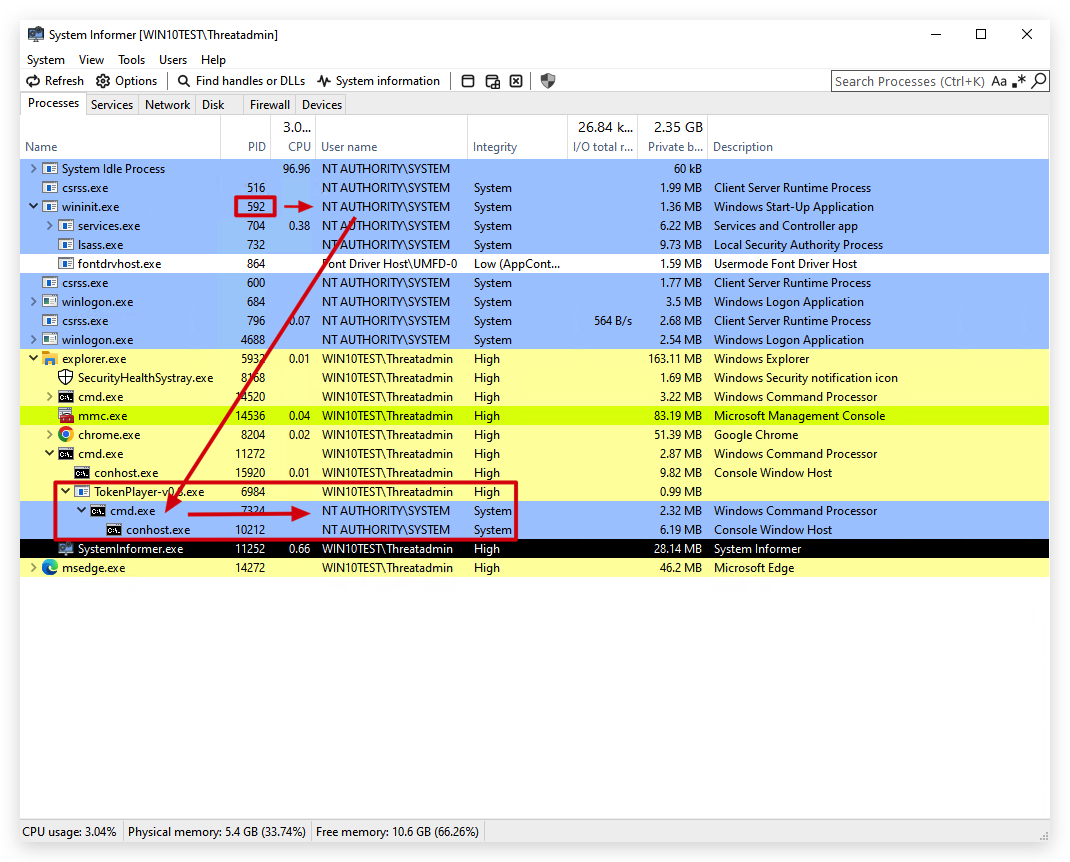 System Informer [WIN10TEST\Threatadmin]
System View Tools Users Help
Refresh Options Find handles or DLLs System information Search Processes (Ctrl+K) Aa .*
Processes Services Network Disk Firewall Devices
3.0... 26.84 k... 2.35 GB
Name PID CPU User name Integrity I/O total r... Private b... Description
System Idle Process 96.96 NT AUTHORITY\SYSTEM 60 kB
csrss.exe 516 NT AUTHORITY\SYSTEM System 1.99 MB Client Server Runtime Process
wininit.exe 592 NT AUTHORITY\SYSTEM System 1.36 MB Windows Start-Up Application
services.exe 704 0.38 NT AUTHORITY\SYSTEM System 6.22 MB Services and Controller app
lsass.exe 732 NT AUTHORITY\SYSTEM System 9.73 MB Local Security Authority Process
fontdrvhost.exe 864 Font Driver Host\UMFD-0 Low (AppCont... 1.59 MB Usermode Font Driver Host
csrss.exe 600 NT AUTHORITY\SYSTEM System 1.77 MB Client Server Runtime Process
winlogon.exe 684 NT AUTHORITY\SYSTEM System 3.5 MB Windows Logon Application
csrss.exe 796 0.07 NT AUTHORITY\SYSTEM System 564 B/s 2.68 MB Client Server Runtime Process
winlogon.exe 4688 NT AUTHORITY\SYSTEM System 2.54 MB Windows Logon Application
explorer.exe 5932 0.01 WIN10TEST\Threatadmin High 163.11 MB Windows Explorer
SecurityHealthSystray.exe 8168 WIN10TEST\Threatadmin High 1.69 MB Windows Security notification icon
cmd.exe 14520 WIN10TEST\Threatadmin High 3.22 MB Windows Command Processor
mmc.exe 14536 0.04 WIN10TEST\Threatadmin High 83.19 MB Microsoft Management Console
chrome.exe 8204 0.02 WIN10TEST\Threatadmin High 51.39 MB Google Chrome
cmd.exe 11272 WIN10TEST\Threatadmin High 2.87 MB Windows Command Processor
conhost.exe 15920 0.01 WIN10TEST\Threatadmin High 9.82 MB Console Window Host
6984 WIN10TEST\Threatadmin High 0.99 MB
cmd.exe 7324 NT AUTHORITY\SYSTEM System 2.32 MB Windows Command Processor
conhost.exe 10212 NT AUTHORITY\SYSTEM System 6.19 MB Console Window Host
SystemInformer.exe 11252 0.66 WIN10TEST\Threatadmin High 28.14 MB System Informer
msedge.exe 14272 WIN10TEST\Threatadmin High 46.2 MB Microsoft Edge
CPU usage: 3.04% Physical memory: 5.4 GB (33.74%) Free memory: 10.6 GB (66.26%)